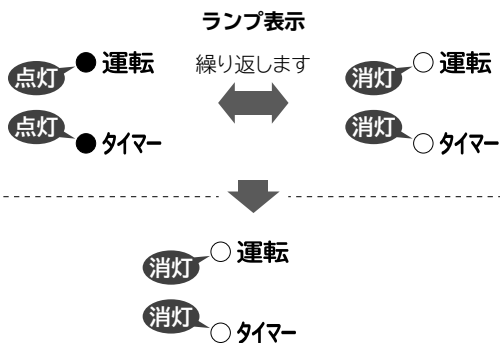 ランプ表示
点灯 ● 運転
繰り返します
消灯 ○ 運転
点灯 ● タイマー
消灯 ○ タイマー
消灯 ○ 運転
消灯 ○ タイマー